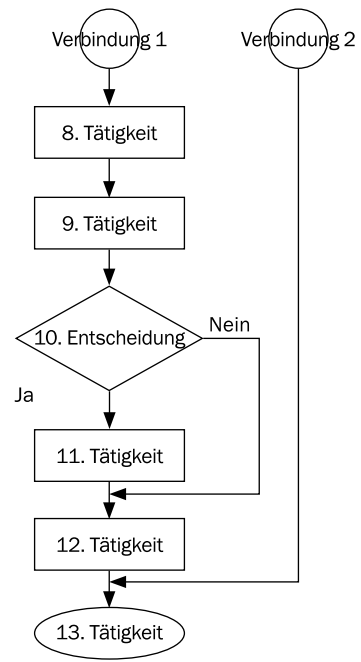 Verbindung 1
Verbindung 2
8. Tätigkeit
9. Tätigkeit
10. Entscheidung
Nein
Ja
11. Tätigkeit
12. Tätigkeit
13. Tätigkeit